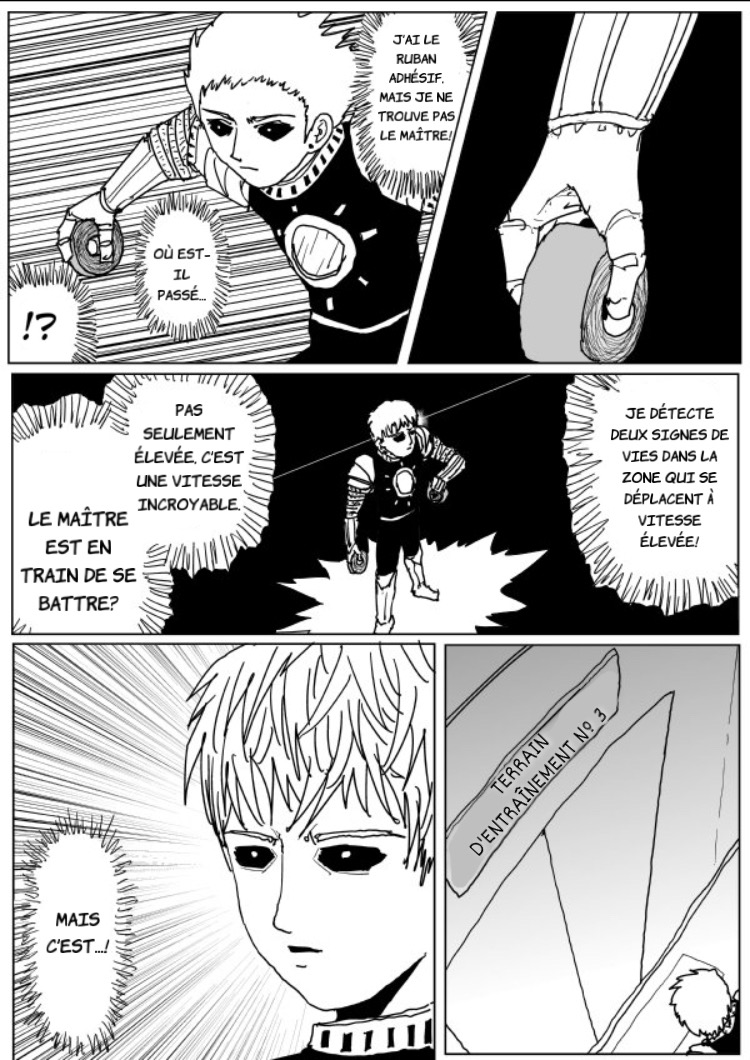 J'AI LE
RUBAN
ADHÉSIF,
MAIS JE NE
TROUVE PAS
LE MAÎTRE!
OÙ EST-
IL
PASSÉ...
!?
JE DÉTECTE
DEUX SIGNES DE
VIES DANS LA
ZONE QUI SE
DÉPLACENT À
VITESSE
ÉLEVÉE!
PAS
SEULEMENT
ÉLEVÉE, C'EST
UNE VITESSE
INCROYABLE.
LE MAÎTRE
EST EN
TRAIN DE SE
BATTRE?
MAIS
C'EST...!
TERRAIN
D'ENTRAÎNEMENT Nº 3